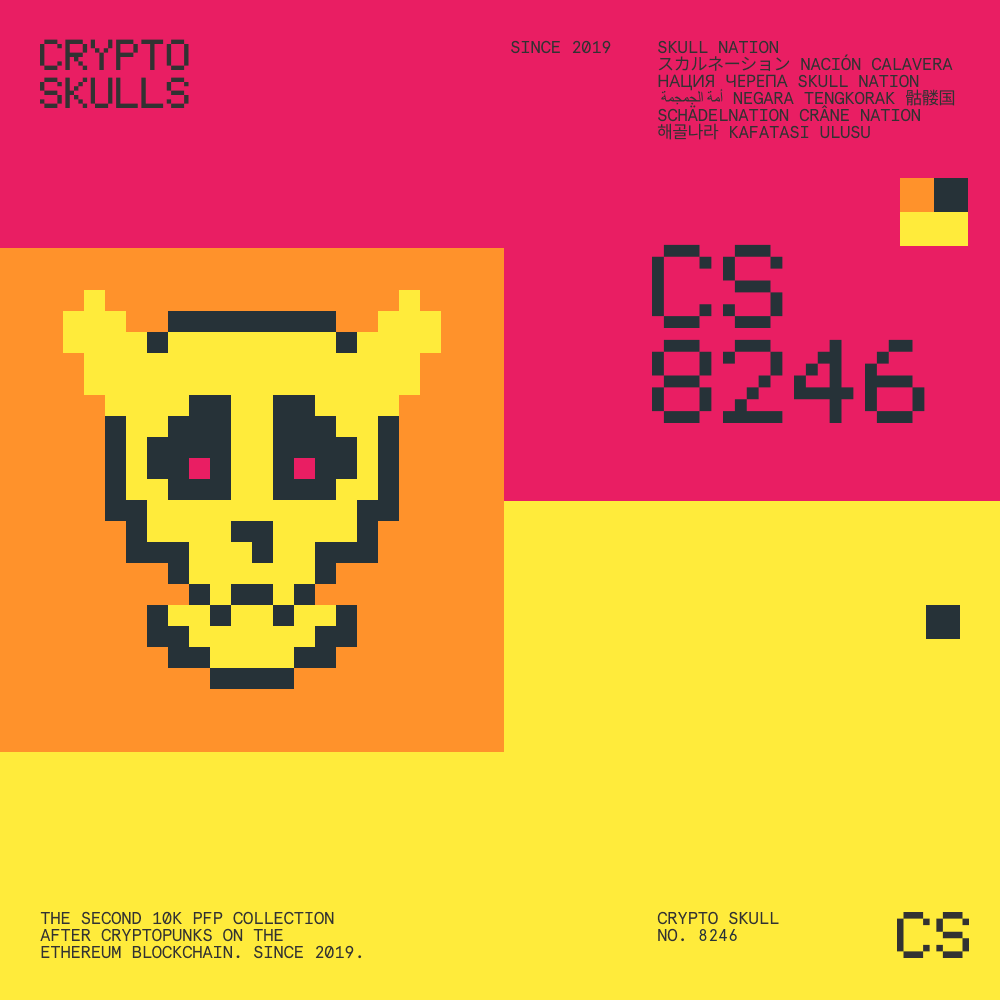 CRYPTO
SKULLS
SINCE 2019
SKULL NATION
スカルネーション NACIÓN CALAVERA
НАЦИЯ ЧЕРЕПА SKULL NATION
أمة الجمجمة NEGARA TENGKORAK 骷髅国
SCHÄDELNATION CRÂNE NATION
해골나라 KAFATASI ULUSU
CS
8246
THE SECOND 10K PFP COLLECTION
AFTER CRYPTOPUNKS ON THE
ETHEREUM BLOCKCHAIN. SINCE 2019.
CRYPTO SKULL
NO. 8246
CS